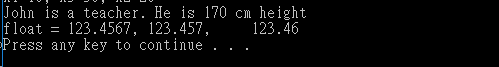 John is a teacher. He is 170 cm height
float = 123.4567, 123.457,     123.46
Press any key to continue . . .